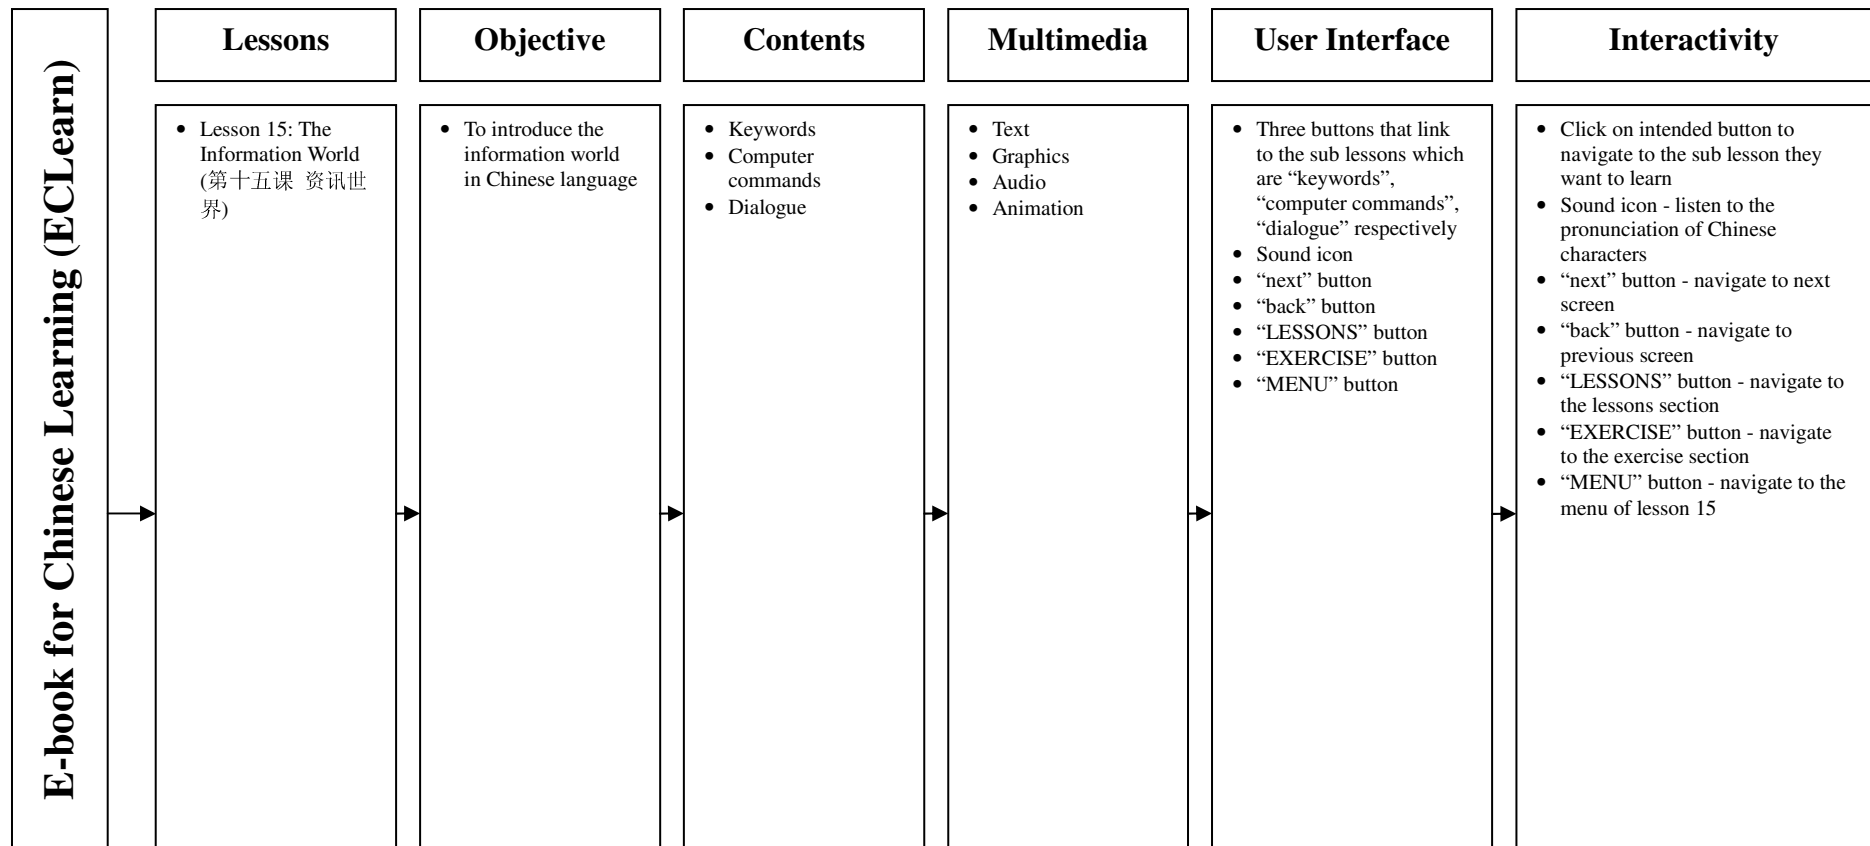 E-book for Chinese Learning (ECLearn)
Lessons
• Lesson 15: The
Information World
(第十五课 资讯世
界)
Objective
• To introduce the
information world
in Chinese language
Contents
• Keywords
• Computer
commands
• Dialogue
Multimedia
• Text
• Graphics
• Audio
• Animation
User Interface
• Three buttons that link
to the sub lessons which
are “keywords”,
“computer commands”,
“dialogue” respectively
• Sound icon
• “next” button
• “back” button
• “LESSONS” button
• “EXERCISE” button
• “MENU” button
Interactivity
• Click on intended button to
navigate to the sub lesson they
want to learn
• Sound icon - listen to the
pronunciation of Chinese
characters
• “next” button - navigate to next
screen
• “back” button - navigate to
previous screen
• “LESSONS” button - navigate to
the lessons section
• “EXERCISE” button - navigate
to the exercise section
• “MENU” button - navigate to the
menu of lesson 15